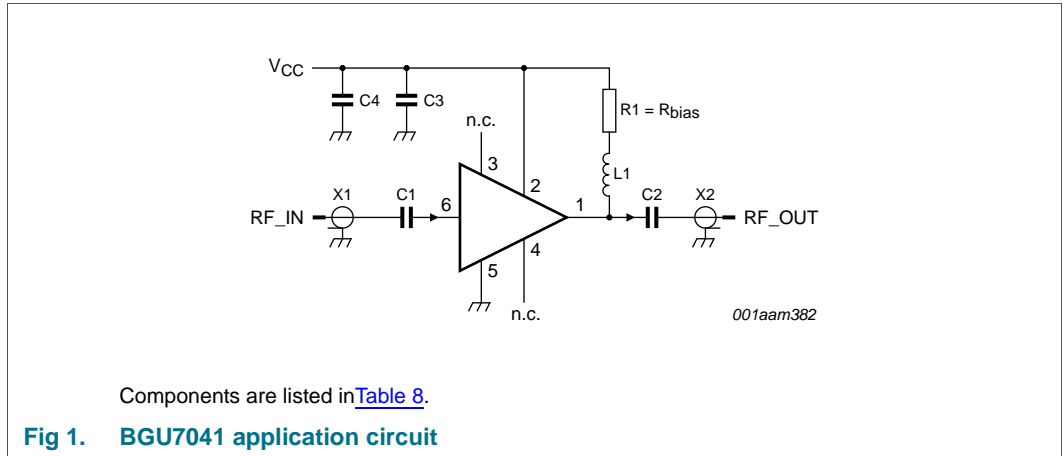 VCC
C4
C3
R1 = Rbias
n.c.
3
L1
2
X1
C1
C2
X2
RF_IN
6
1
RF_OUT
4
5
n.c.
001aam382
Components are listed inTable 8.
Fig 1. BGU7041 application circuit